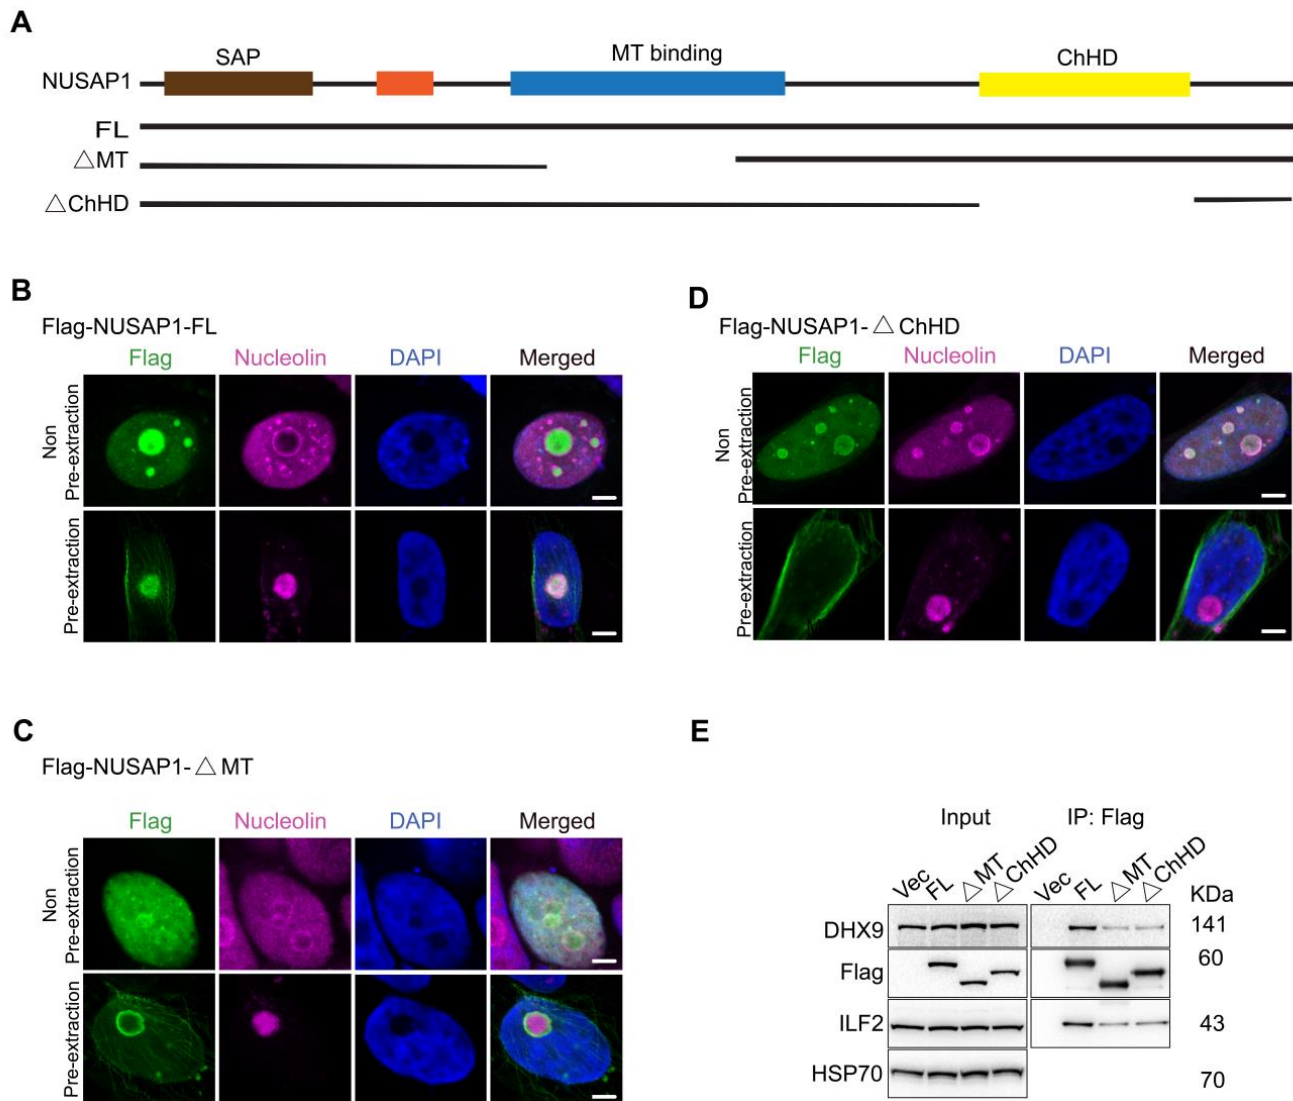 A
SAP
MT binding
ChHD
NUSAP1
FL
△MT
△ChHD
B
Flag-NUSAP1-FL
Flag Nucleolin DAPI Merged
Non
Pre-extraction
Pre-extraction
D
Flag-NUSAP1-△ChHD
Flag Nucleolin DAPI Merged
Non
Pre-extraction
Pre-extraction
C
Flag-NUSAP1-△MT
Flag Nucleolin DAPI Merged
Non
Pre-extraction
Pre-extraction
E
Input IP: Flag
Vec FL △MT △ChHD Vec FL △MT △ChHD KDa
DHX9 141
Flag 60
ILF2 43
HSP70 70